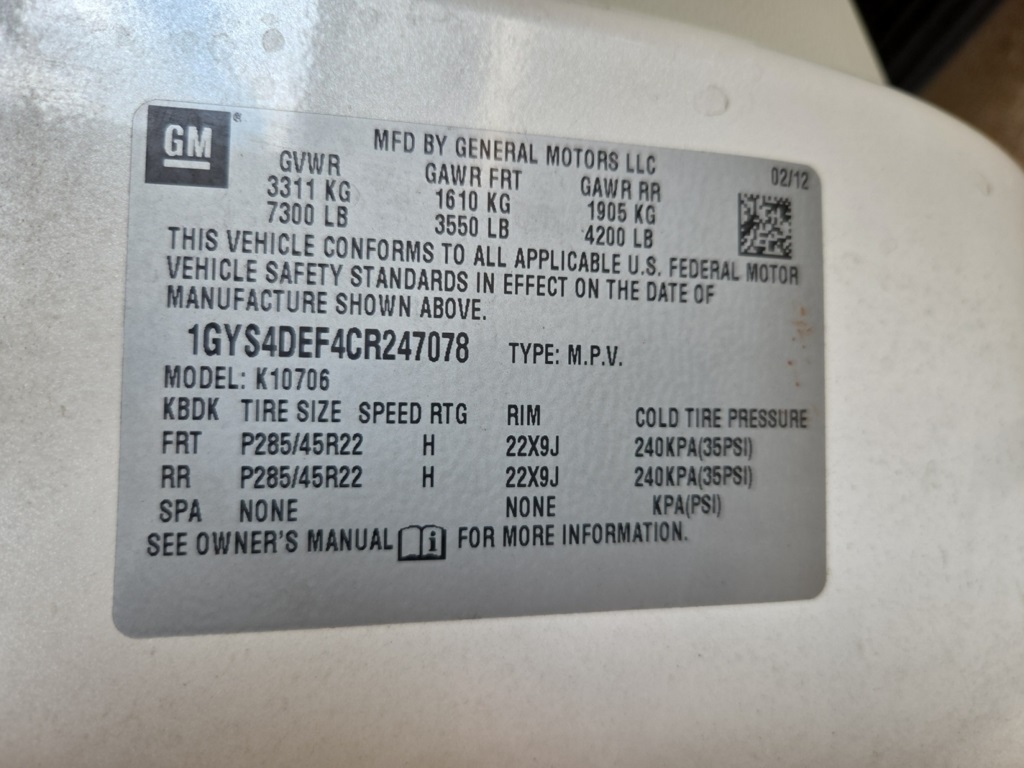 GM
MFD BY GENERAL MOTORS LLC
02/12
GVWR GAWR FRT GAWR RR
3311 KG 1610 KG 1905 KG
7300 LB 3550 LB 4200 LB
THIS VEHICLE CONFORMS TO ALL APPLICABLE U.S. FEDERAL MOTOR
VEHICLE SAFETY STANDARDS IN EFFECT ON THE DATE OF
MANUFACTURE SHOWN ABOVE.
1GYS4DEF4CR247078 TYPE: M.P.V.
MODEL: K10706
KBDK TIRE SIZE SPEED RTG RIM COLD TIRE PRESSURE
FRT P285/45R22 H 22X9J 240KPA(35PSI)
RR P285/45R22 H 22X9J 240KPA(35PSI)
SPA NONE NONE KPA(PSI)
SEE OWNER'S MANUAL i FOR MORE INFORMATION.